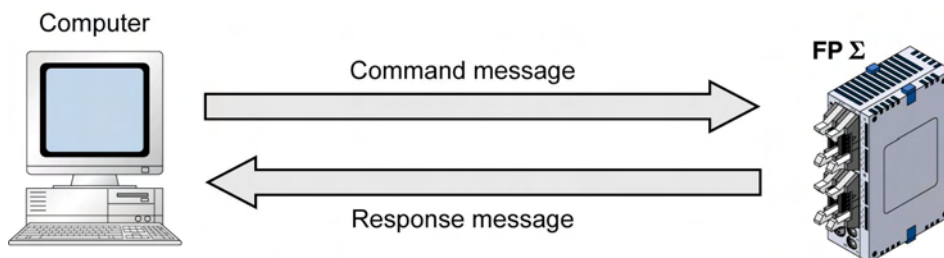 Computer
FP Σ
Command message
Response message